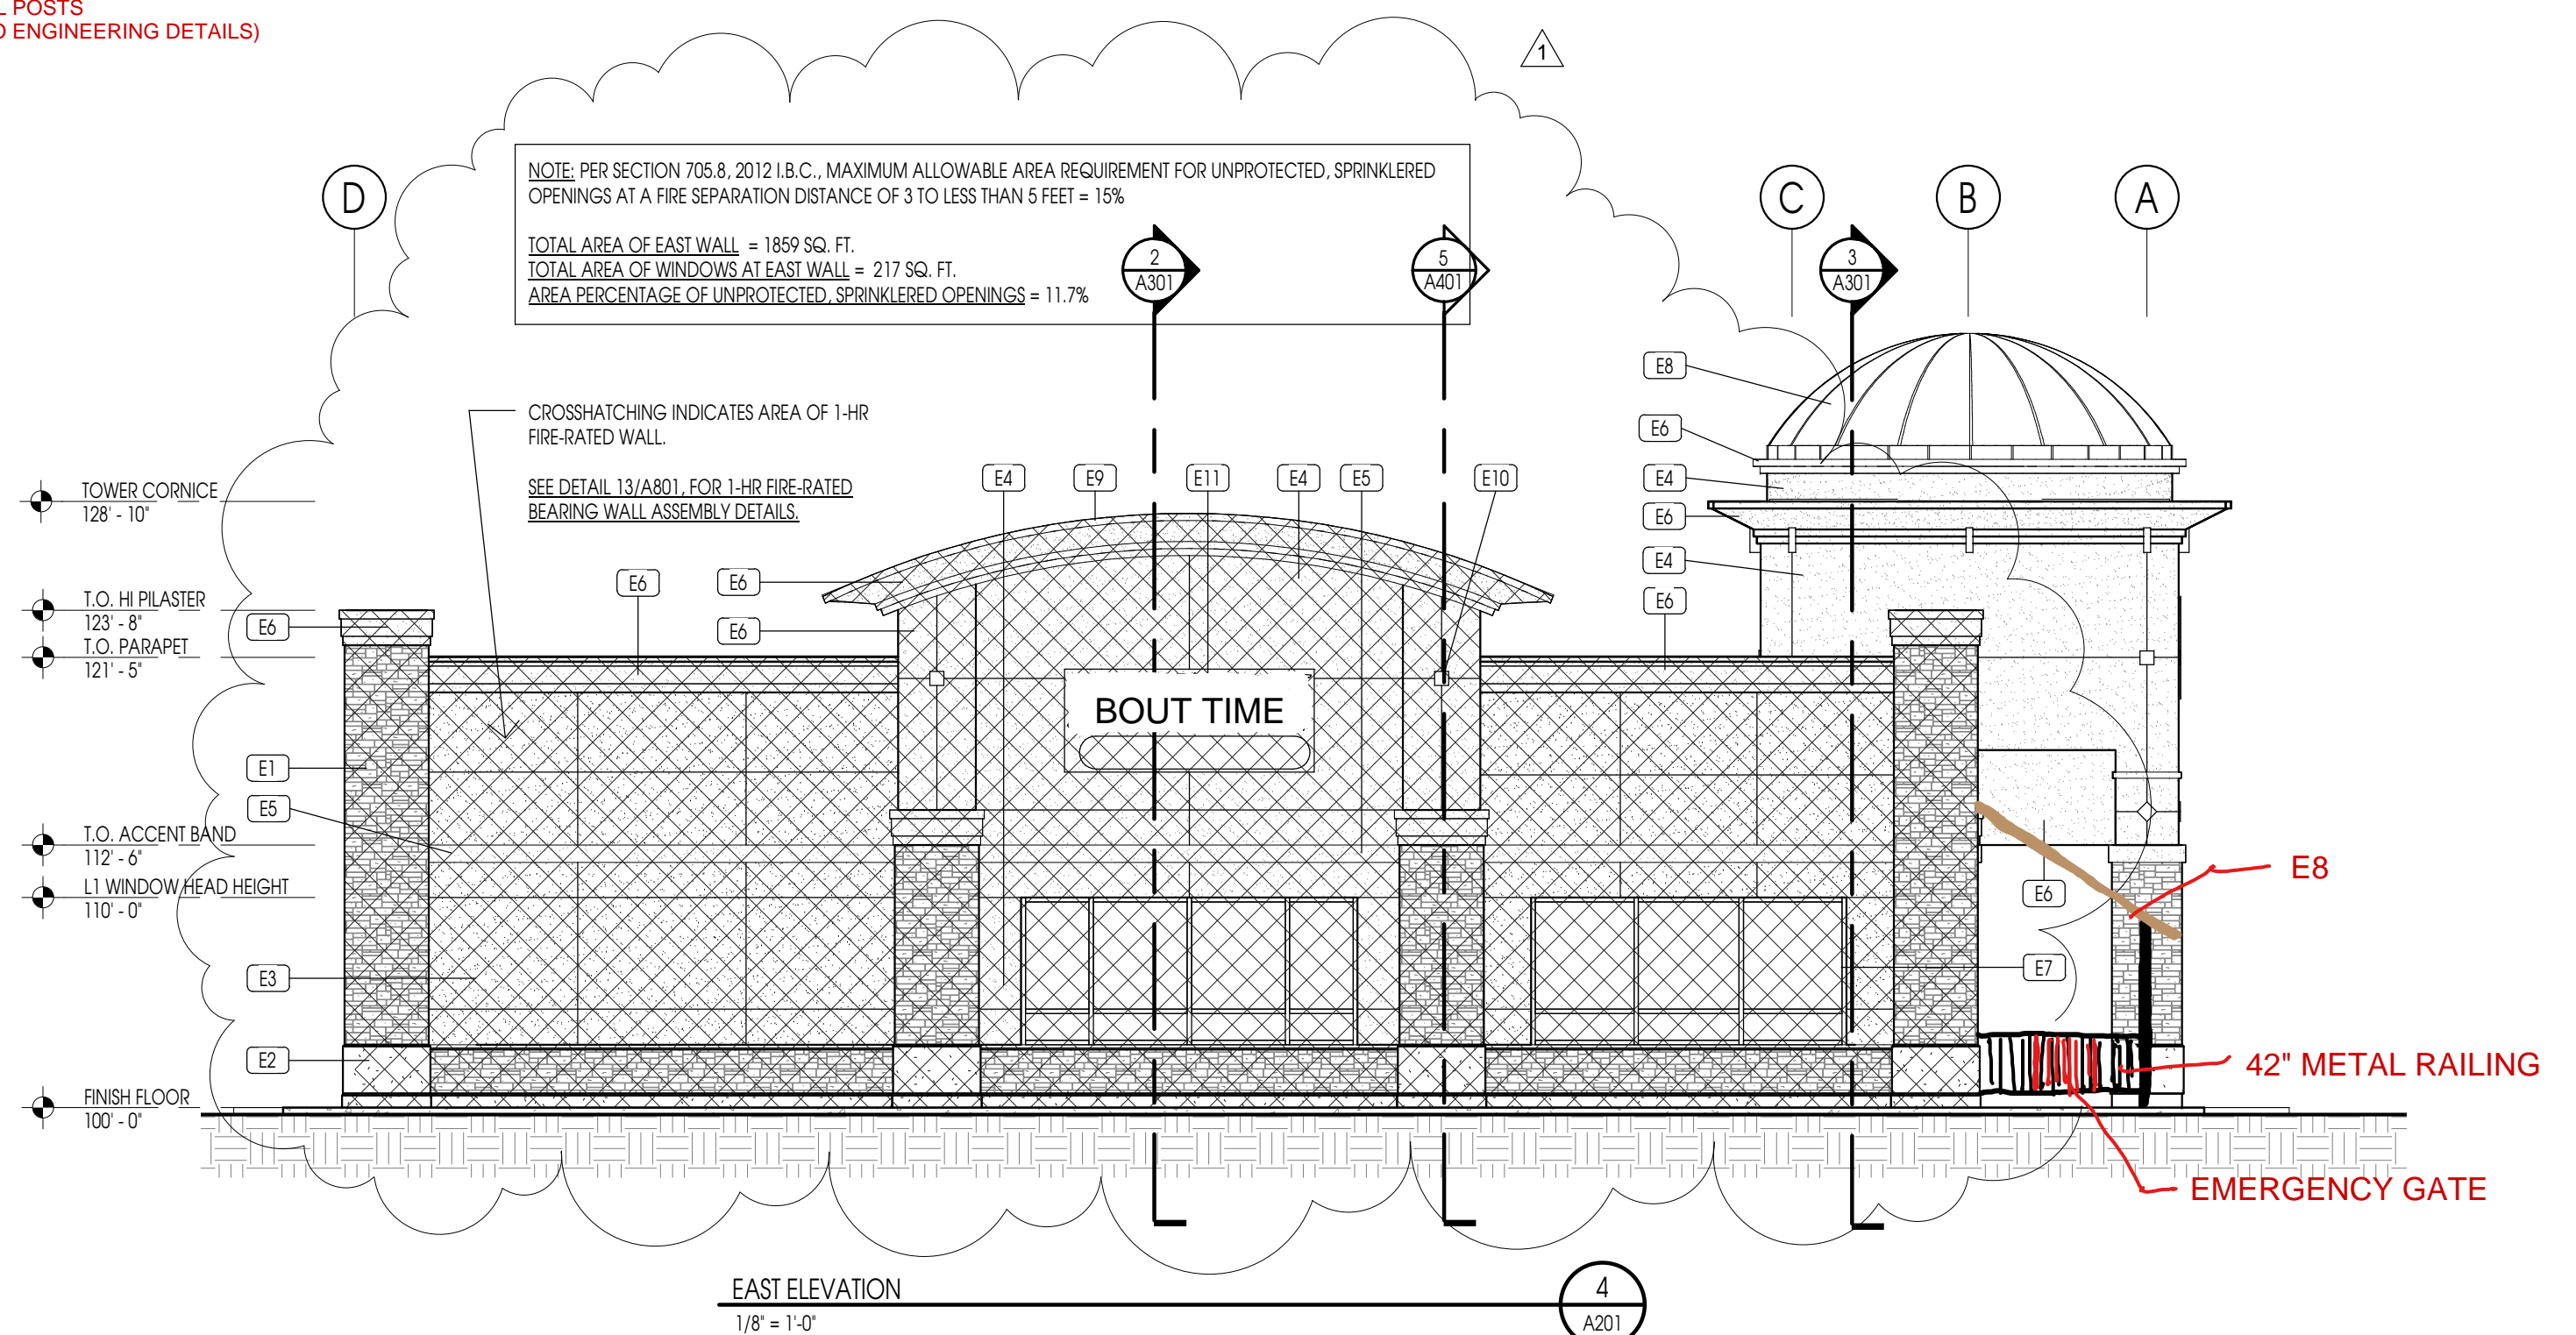 L POSTS
ENGINEERING DETAILS)
1
NOTE: PER SECTION 705.8, 2012 I.B.C., MAXIMUM ALLOWABLE AREA REQUIREMENT FOR UNPROTECTED, SPRINKLERED
OPENINGS AT A FIRE SEPARATION DISTANCE OF 3 TO LESS THAN 5 FEET = 15%
TOTAL AREA OF EAST WALL = 1859 SQ. FT.
TOTAL AREA OF WINDOWS AT EAST WALL = 217 SQ. FT.
AREA PERCENTAGE OF UNPROTECTED, SPRINKLERED OPENINGS = 11.7%
D
C
B
A
2
A301
5
A401
3
A301
CROSSHATCHING INDICATES AREA OF 1-HR
FIRE-RATED WALL.
SEE DETAIL 13/A801, FOR 1-HR FIRE-RATED
BEARING WALL ASSEMBLY DETAILS.
E8
E6
E4
E6
E4
E6
E4
E9
E11
E4
E5
E10
E6
E6
E6
TOWER CORNICE
128' - 10"
T.O. HI PILASTER
123' - 8"
T.O. PARAPET
121' - 5"
T.O. ACCENT BAND
112' - 6"
L1 WINDOW HEAD HEIGHT
110' - 0"
FINISH FLOOR
100' - 0"
E6
E1
E5
E3
E2
BOUT TIME
E6
E7
E8
42" METAL RAILING
EMERGENCY GATE
EAST ELEVATION
1/8" = 1'-0"
4
A201